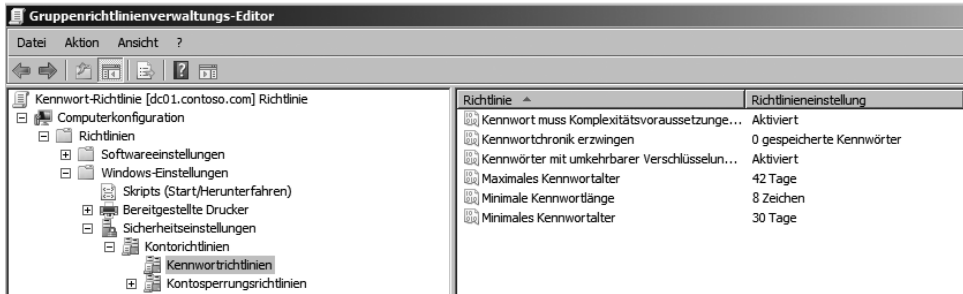 Gruppenrichtlinienverwaltungs-Editor
Datei Aktion Ansicht ?
Kennwort-Richtlinie [dc01.contoso.com] Richtlinie
Computerkonfiguration
Richtlinien
Softwareeinstellungen
Windows-Einstellungen
Skripts (Start/Herunterfahren)
Bereitgestellte Drucker
Sicherheitseinstellungen
Kontorichtlinien
Kennwortrichtlinien
Kontosperrungsrichtlinien
Richtlinie Richtlinieneinstellung
Kennwort muss Komplexitätsvoraussetzunge... Aktiviert
Kennwortchronik erzwingen 0 gespeicherte Kennwörter
Kennwörter mit umkehrbarer Verschlüsselun... Aktiviert
Maximales Kennwortalter 42 Tage
Minimale Kennwortlänge 8 Zeichen
Minimales Kennwortalter 30 Tage